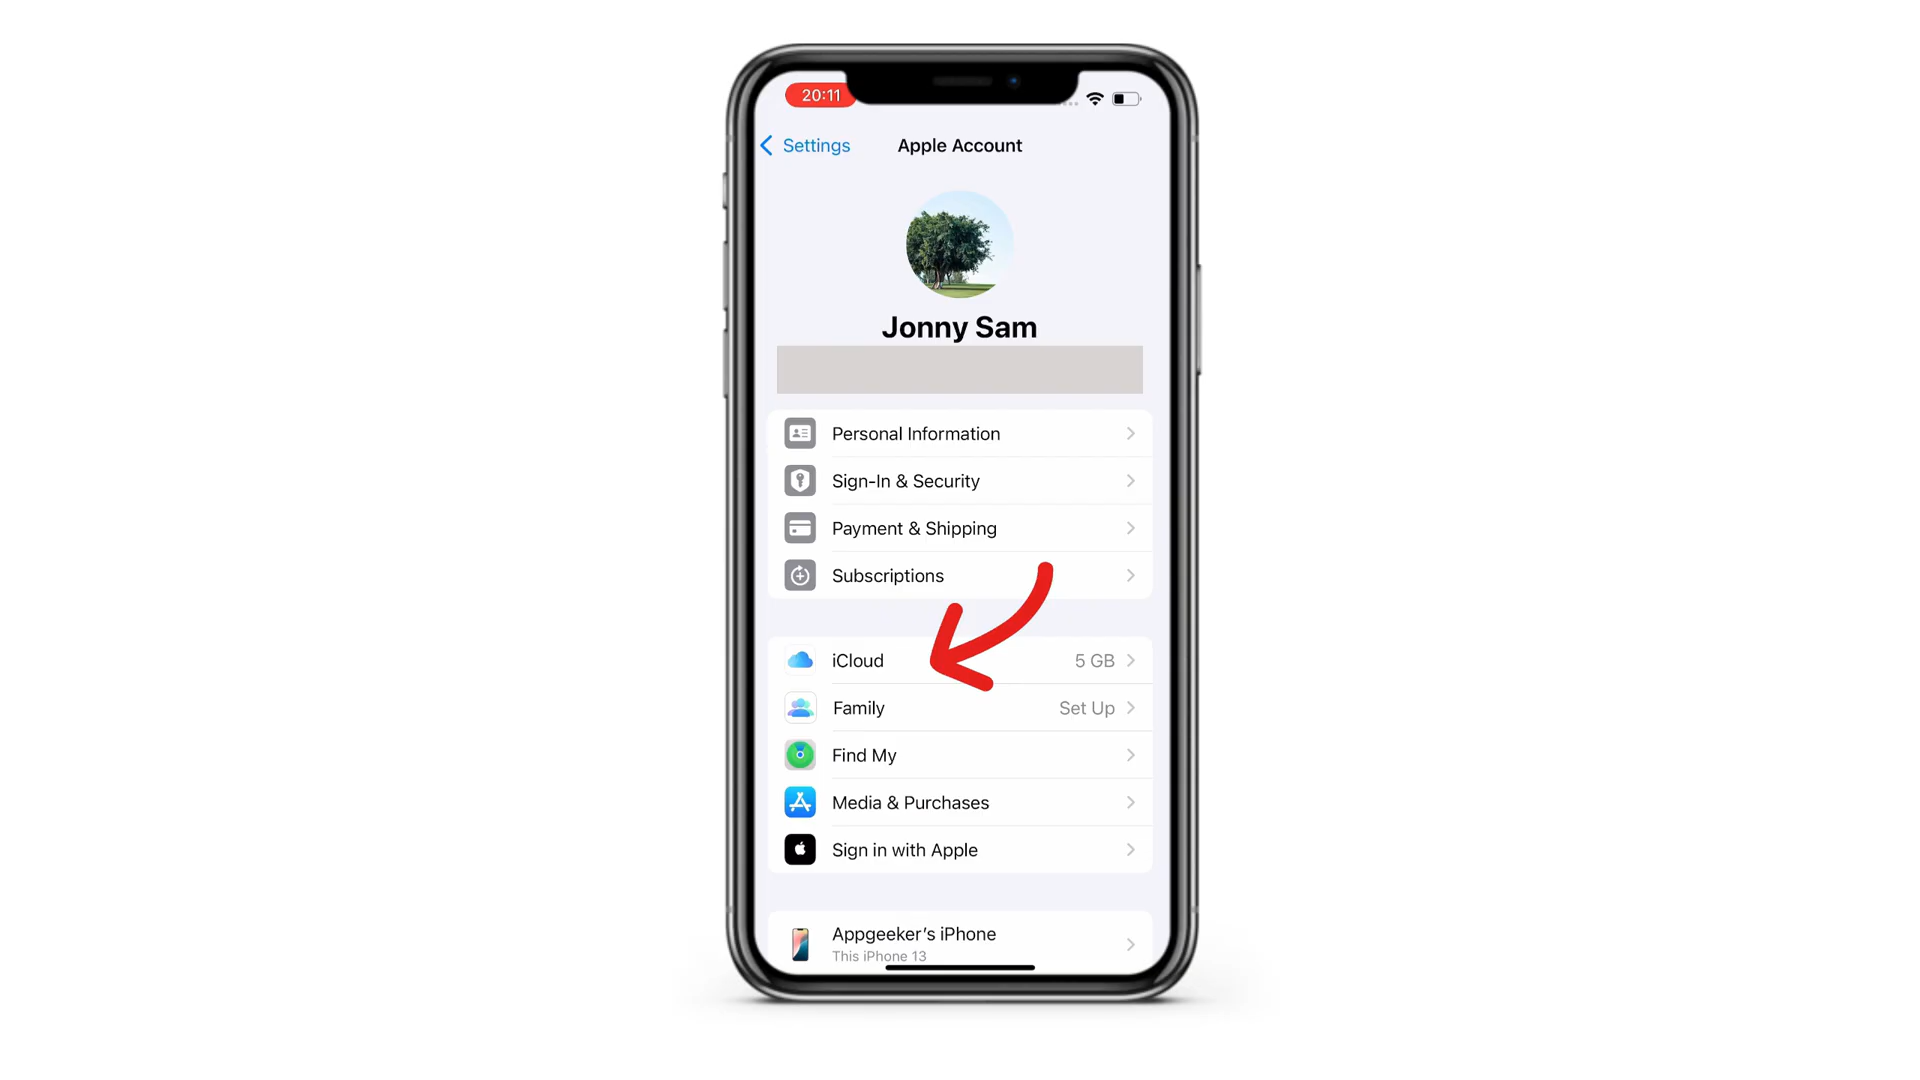 20:11
Settings
Apple Account
Jonny Sam
Personal Information
Sign-In & Security
Payment & Shipping
Subscriptions
iCloud 5 GB
Family Set Up
Find My
Media & Purchases
Sign in with Apple
Appgeeker’s iPhone
This iPhone 13